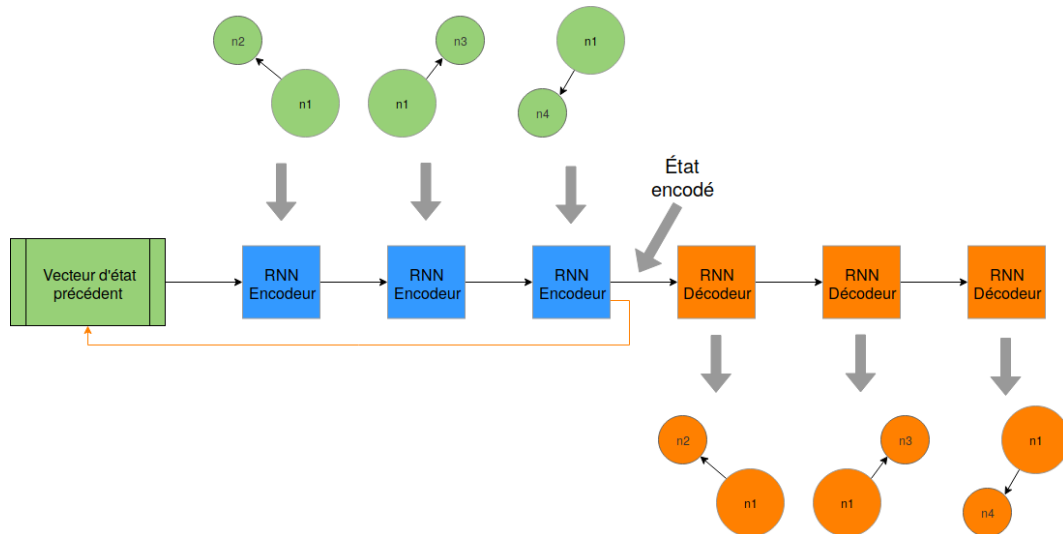 n2
n1
n3
n1
n1
n4
État
encodé
Vecteur d'état
précédent
RNN
Encodeur
RNN
Encodeur
RNN
Encodeur
RNN
Décodeur
RNN
Décodeur
RNN
Décodeur
n2
n1
n3
n1
n1
n4